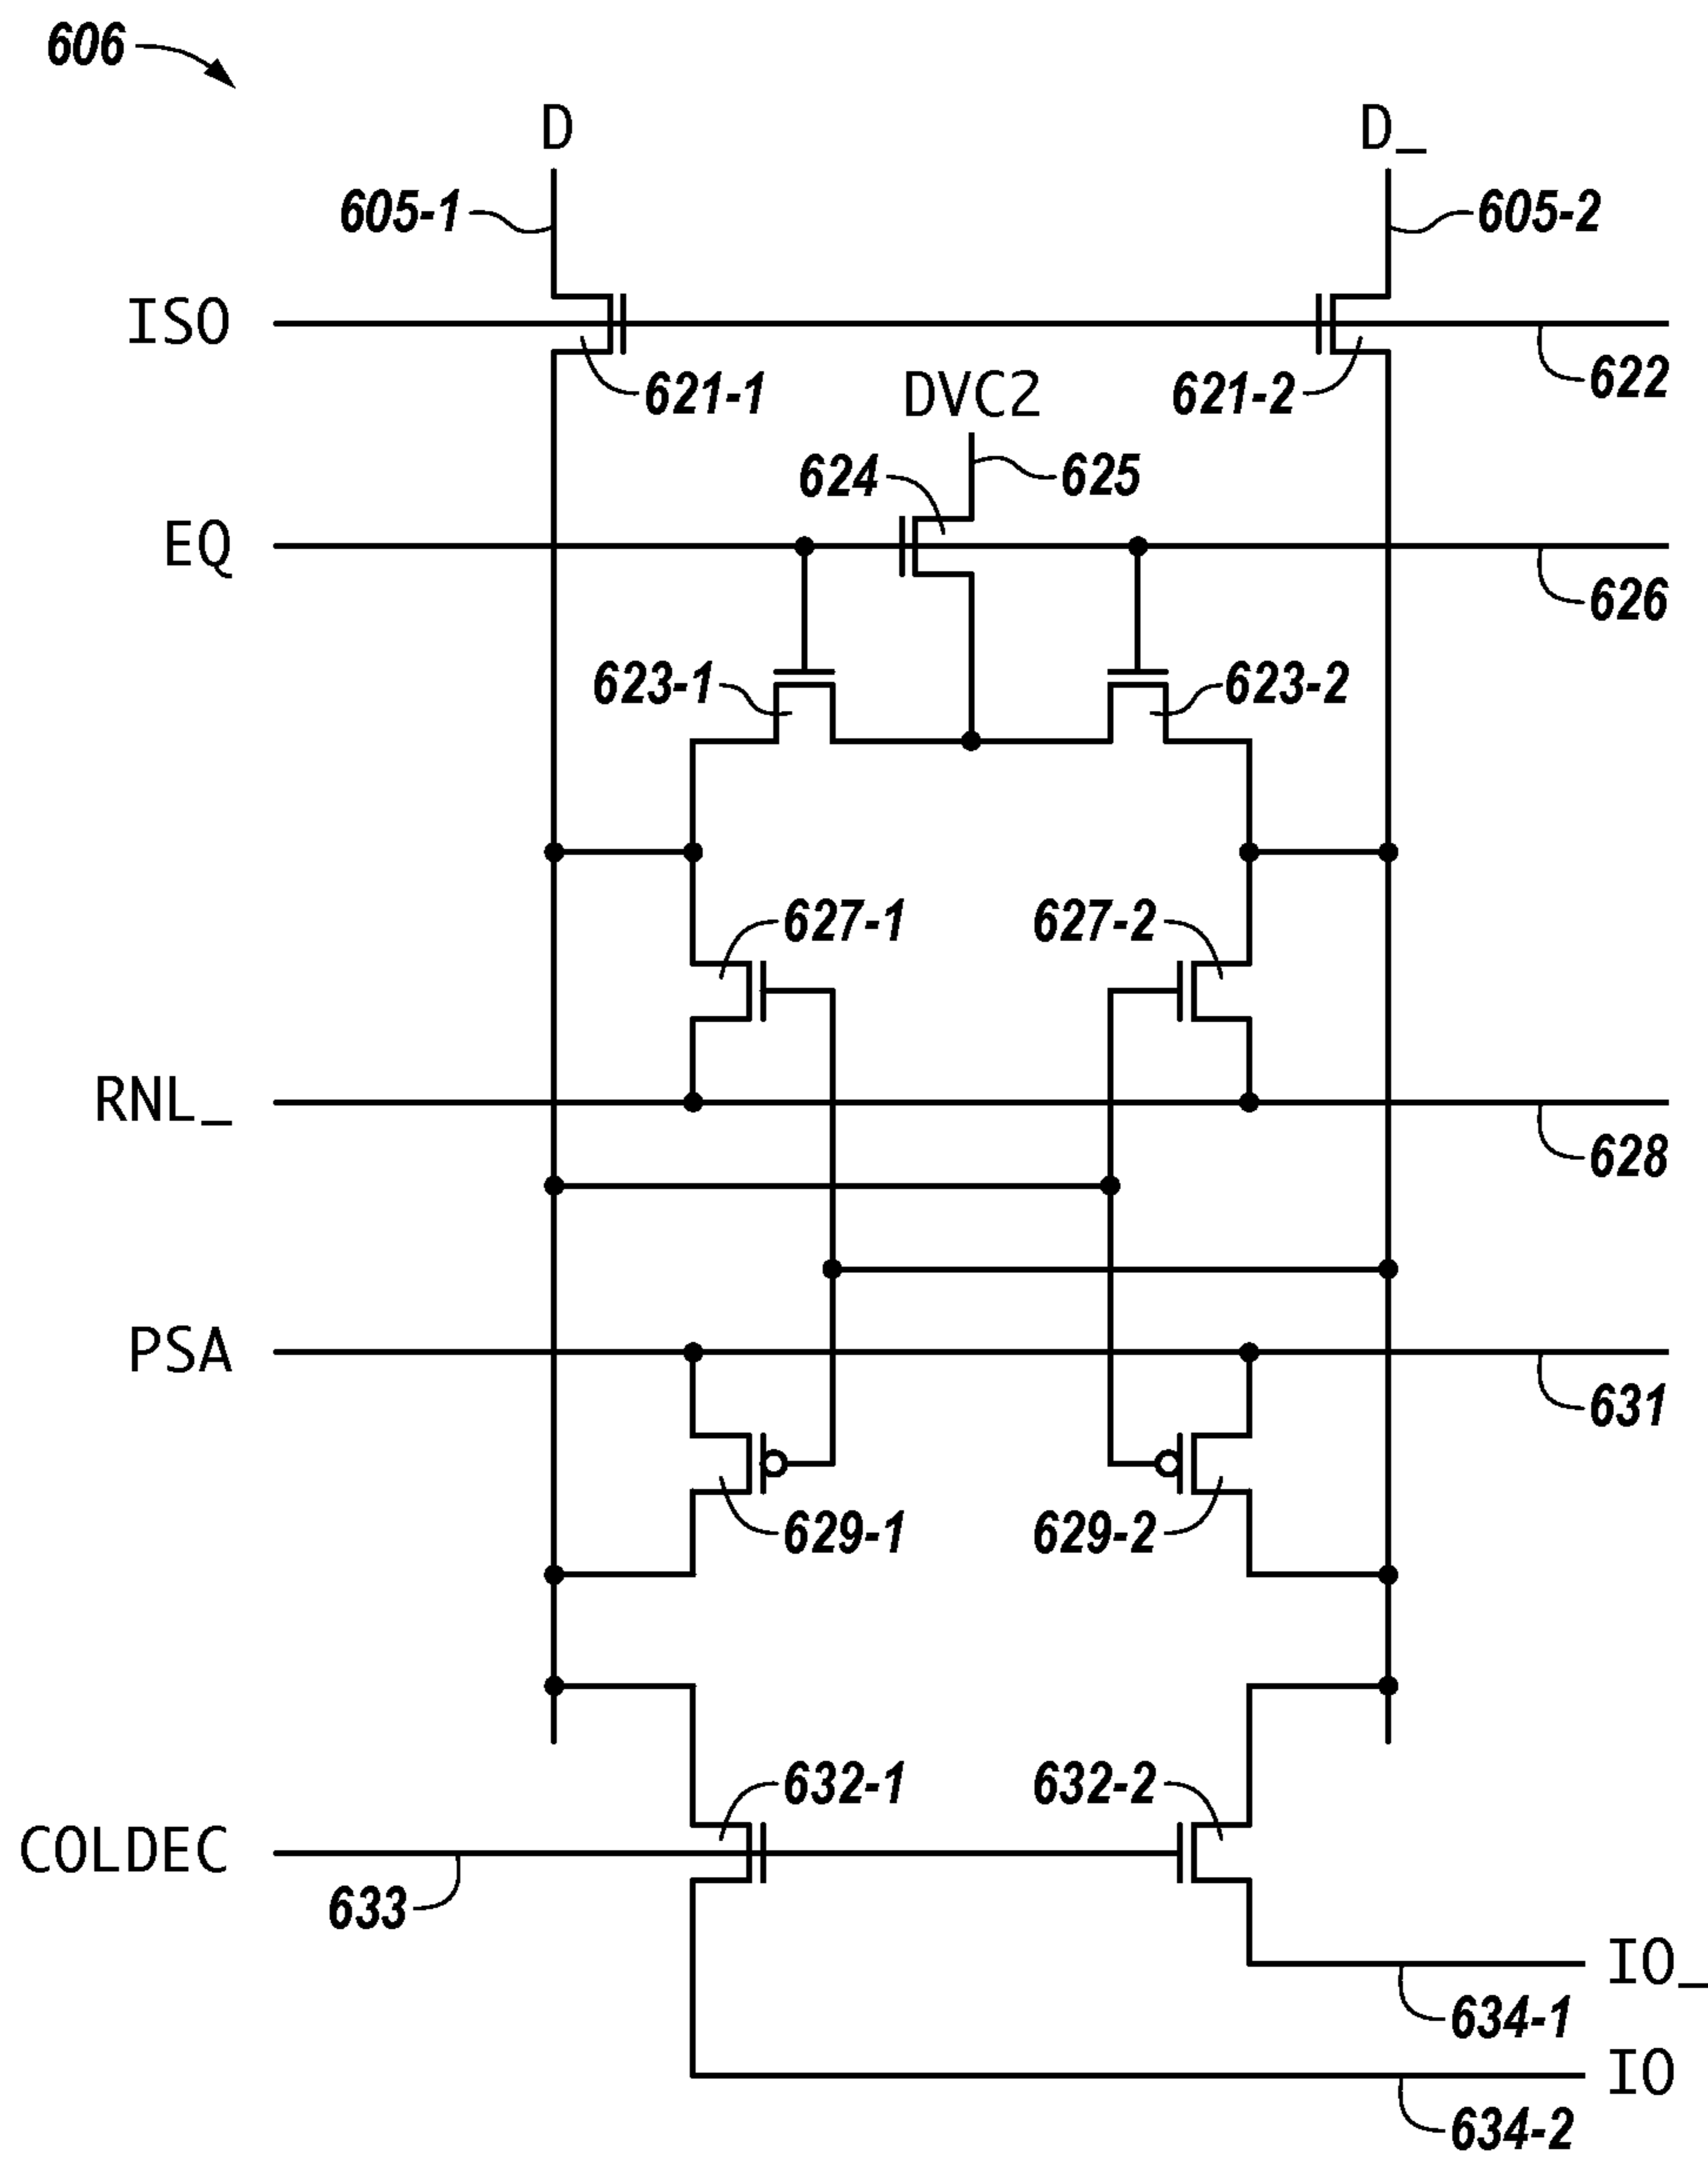 606
D
D_
605-1
605-2
ISO
621-1
DVC2
621-2
622
624
625
EQ
626
623-1
623-2
627-1
627-2
RNL_
628
PSA
631
629-1
629-2
632-1
632-2
COLDEC
633
IO_
634-1
IO
634-2